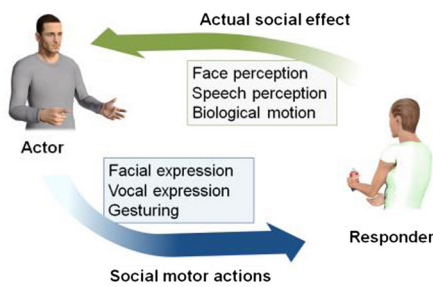 Actual social effect
Face perception
Speech perception
Biological motion
Actor
Facial expression
Vocal expression
Gesturing
Responder
Social motor actions